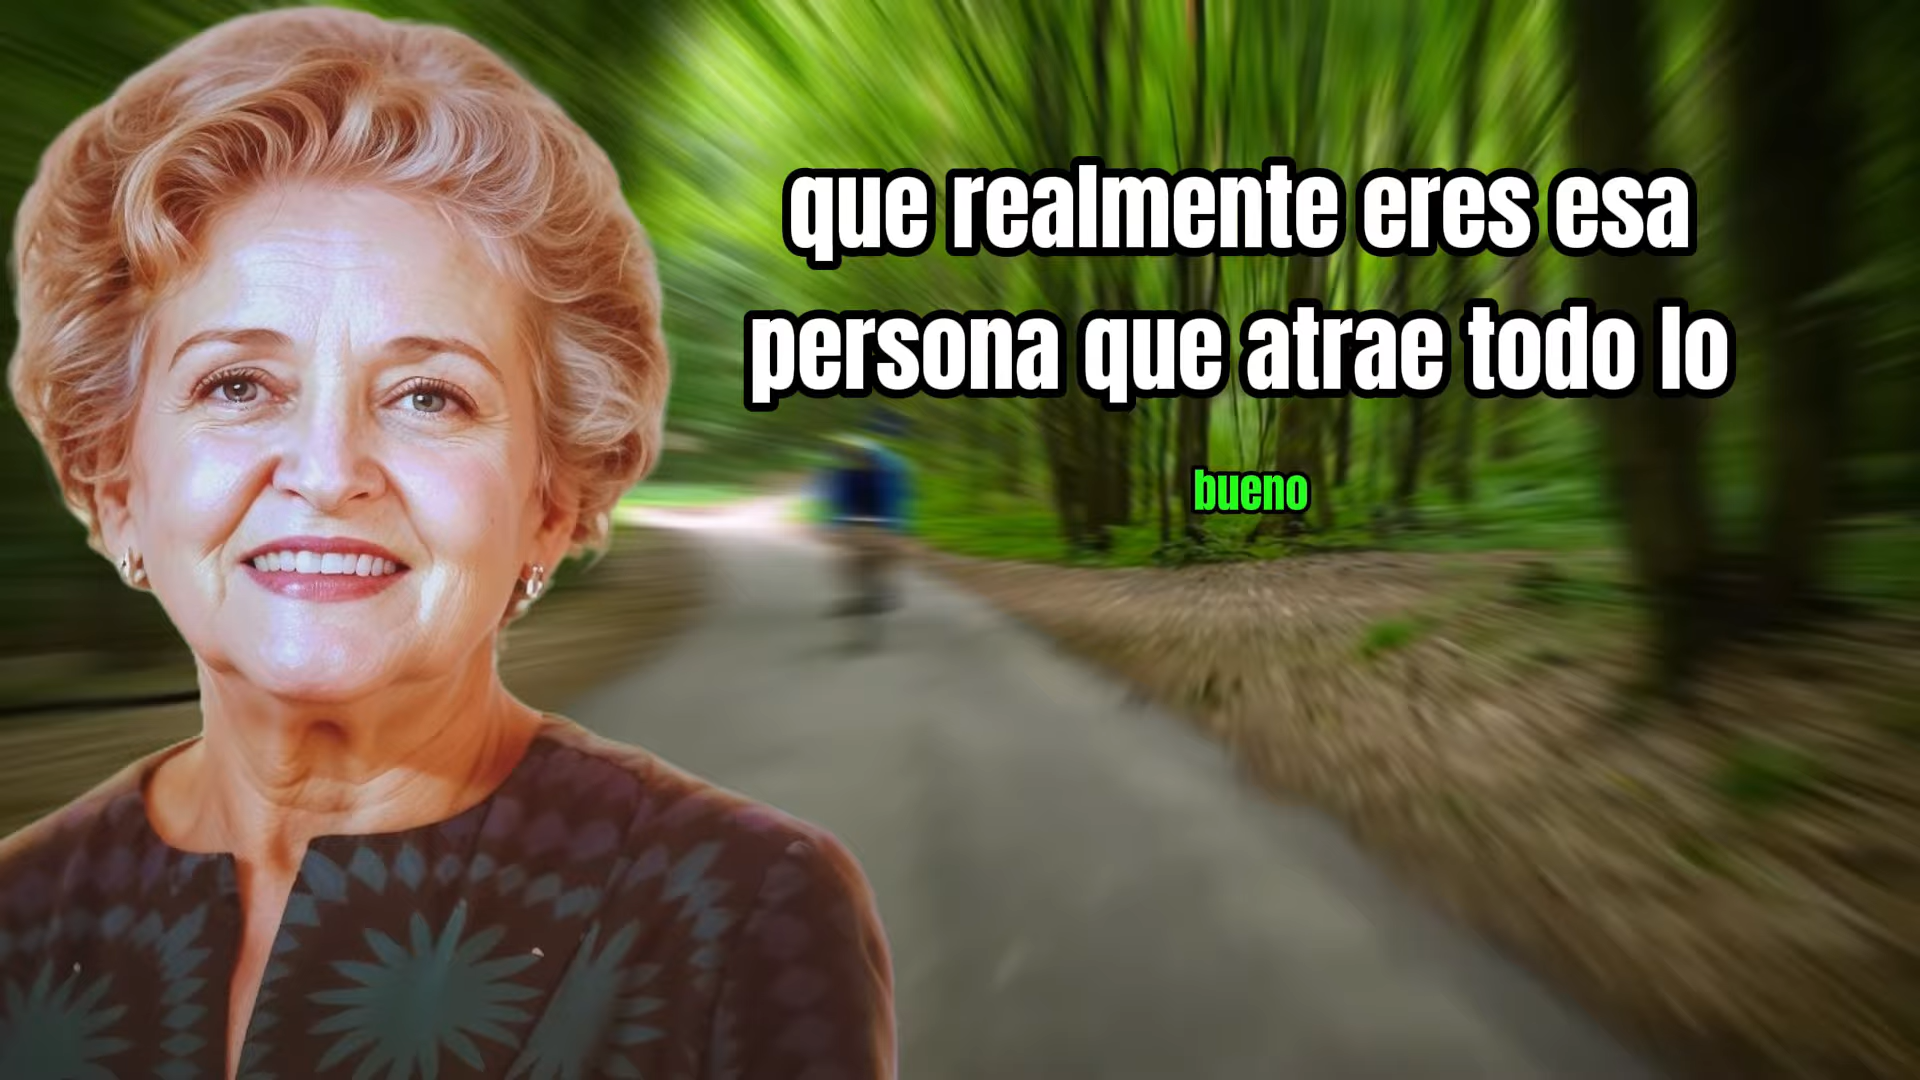 que realmente eres esa
persona que atrae todo lo
bueno